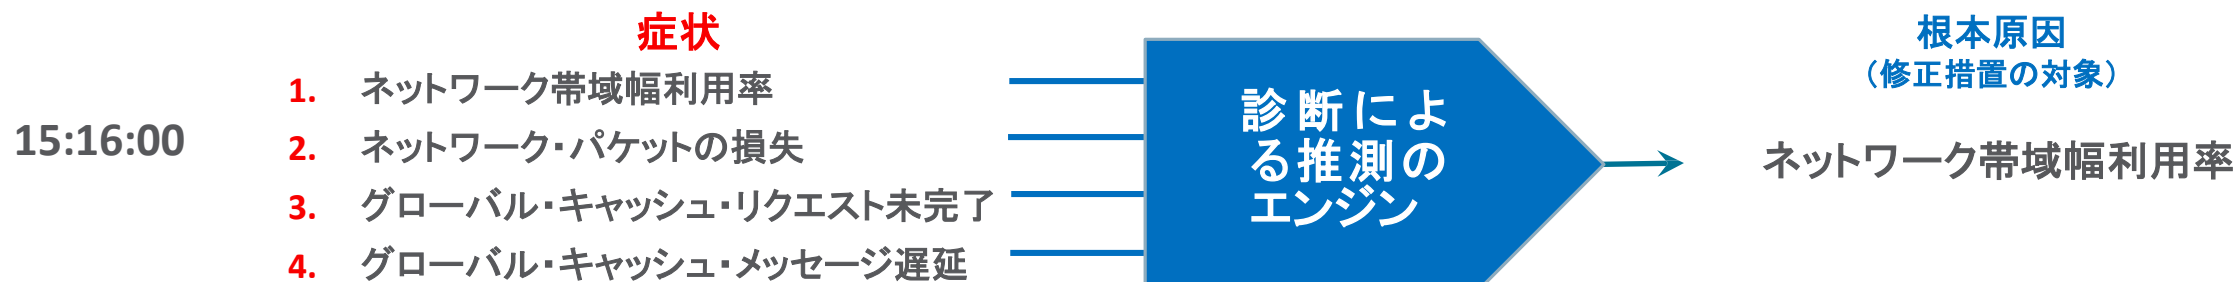 症状
15:16:00
1. ネットワーク帯域幅利用率
2. ネットワーク・パケットの損失
3. グローバル・キャッシュ・リクエスト未完了
4. グローバル・キャッシュ・メッセージ遅延
診断によ
る推測の
エンジン
根本原因
（修正措置の対象）
ネットワーク帯域幅利用率